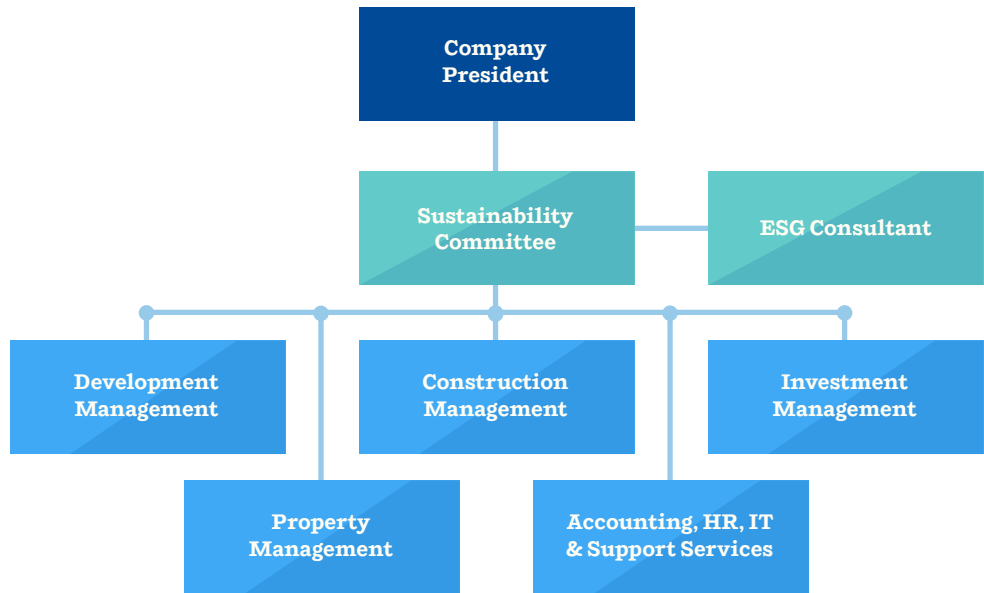 Company
President
Sustainability
Committee
ESG Consultant
Development
Management
Construction
Management
Investment
Management
Property
Management
Accounting, HR, IT
& Support Services